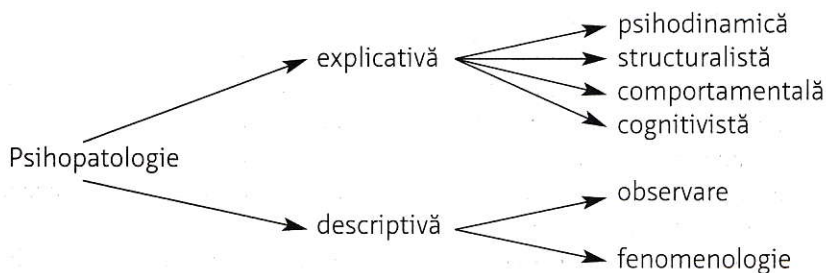 psihodinamică
explicativă
structuralistă
comportamentală
cognitivistă
Psihopatologie
observare
descriptivă
fenomenologie